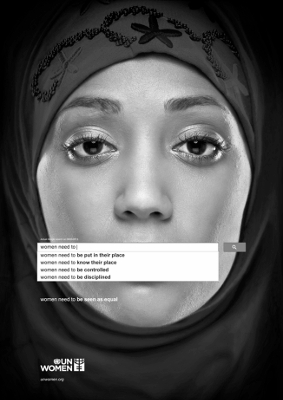 women need to
women need to be put in their place
women need to know their place
women need to be controlled
women need to be disciplined
women need to be seen as equal
UN
WOMEN
unwomen.org